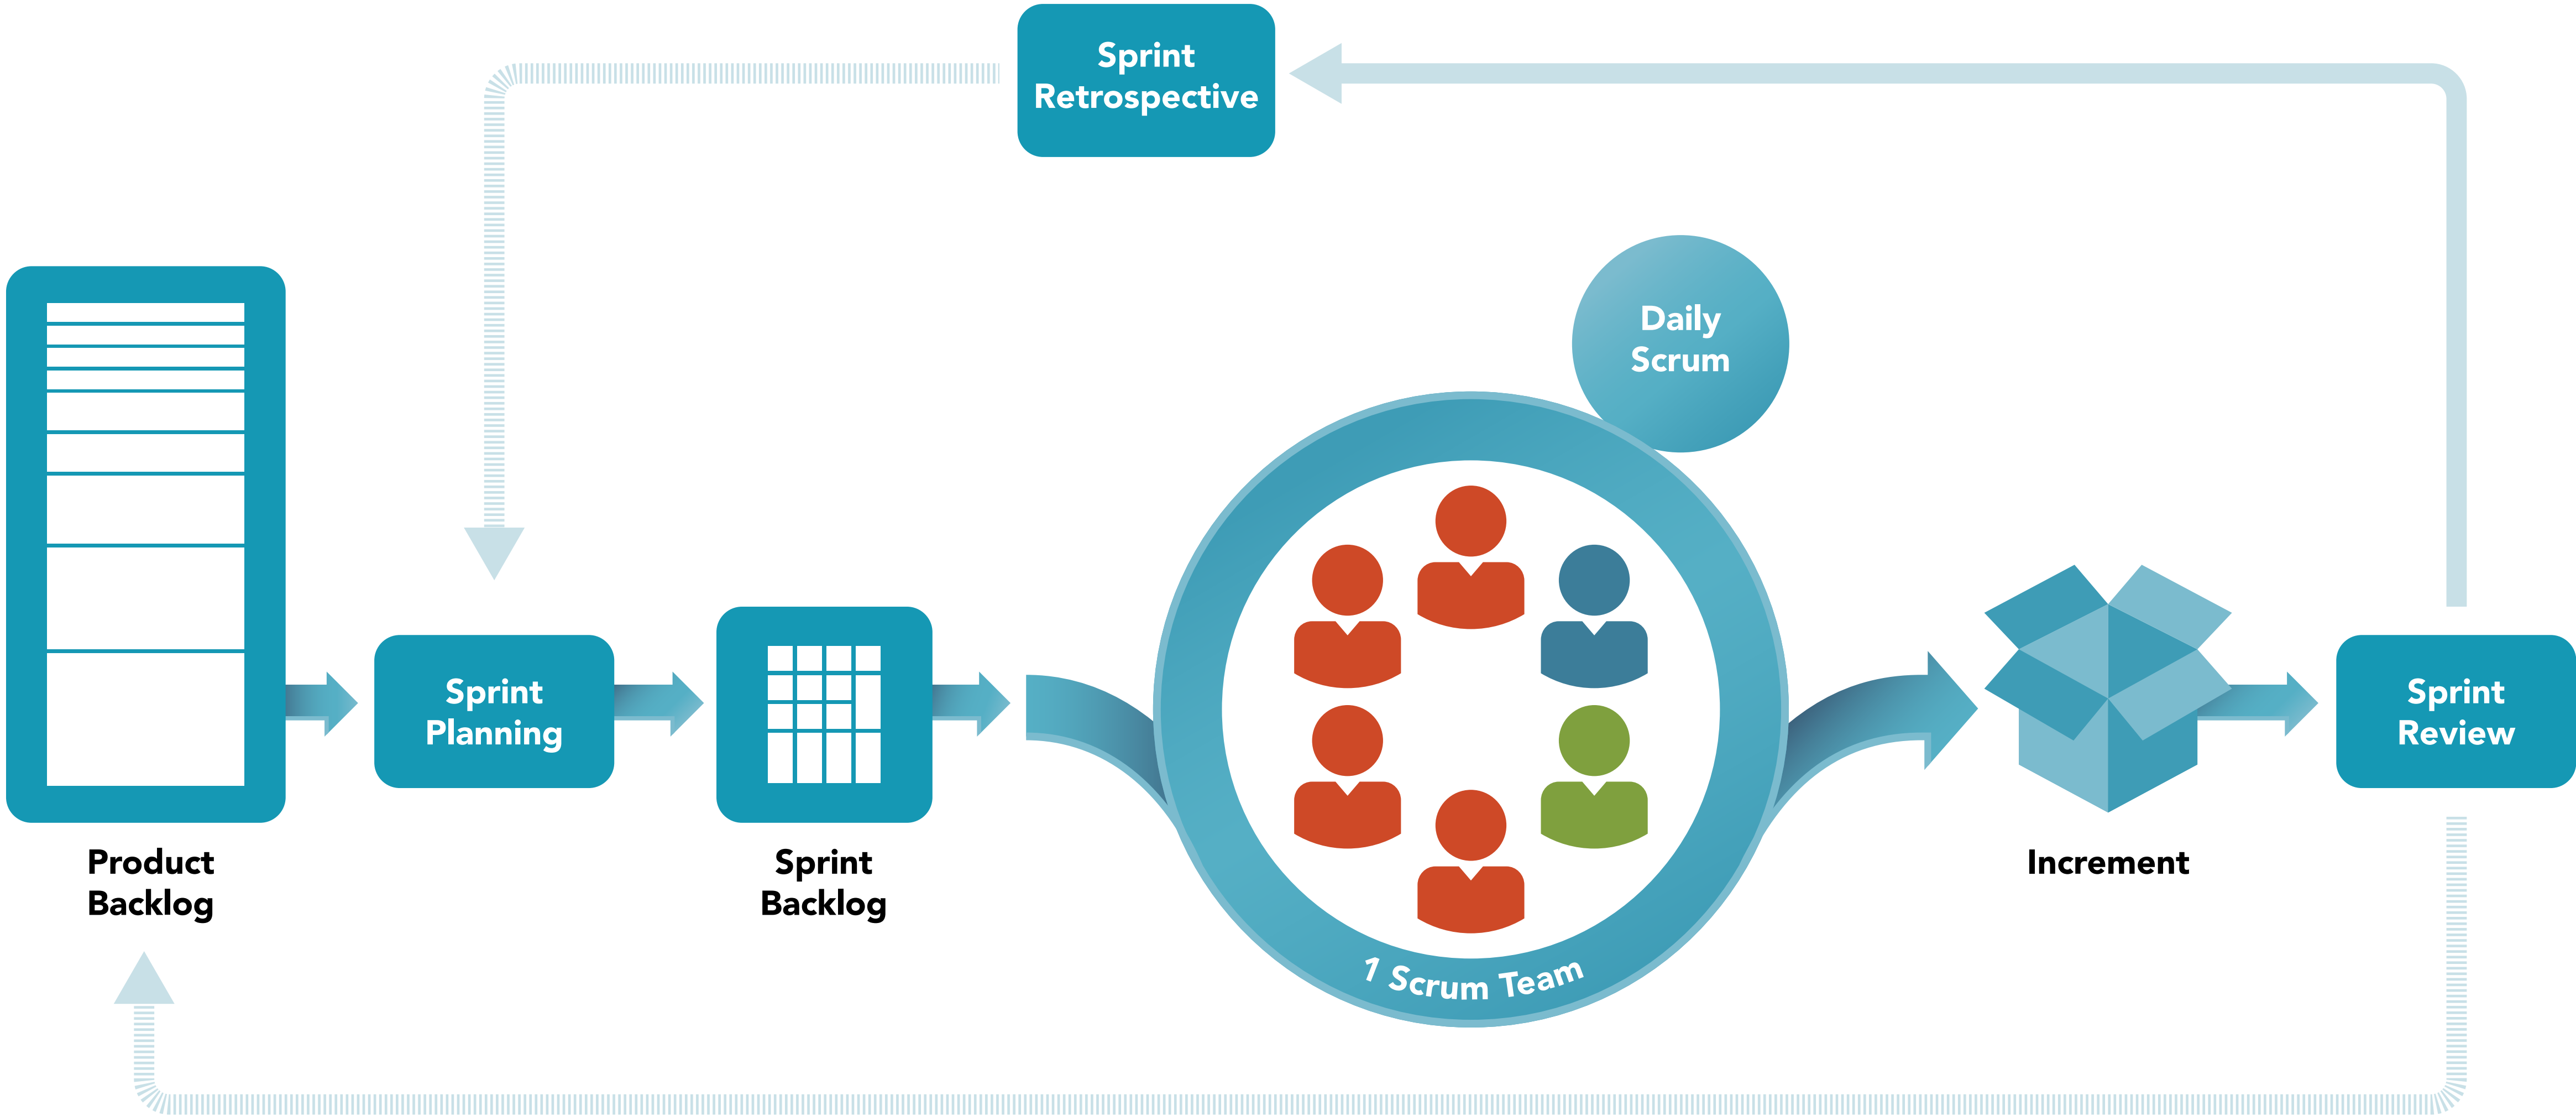 Sprint
Retrospective
Daily
Scrum
Sprint
Planning
Sprint
Review
Product
Backlog
Sprint
Backlog
Increment
1 Scrum Team